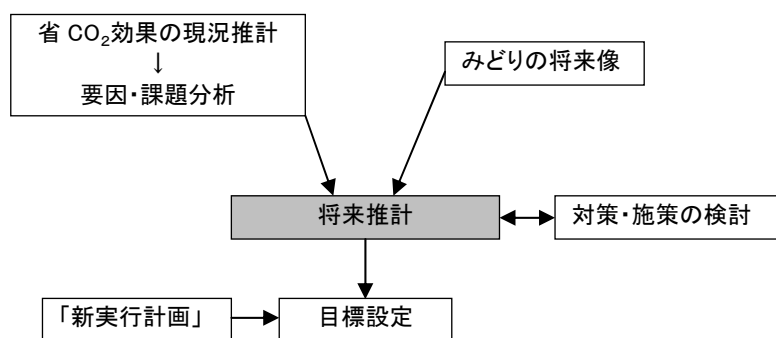 省 CO₂効果の現況推計
↓
要因・課題分析
みどりの将来像
将来推計
対策・施策の検討
「新実行計画」
目標設定